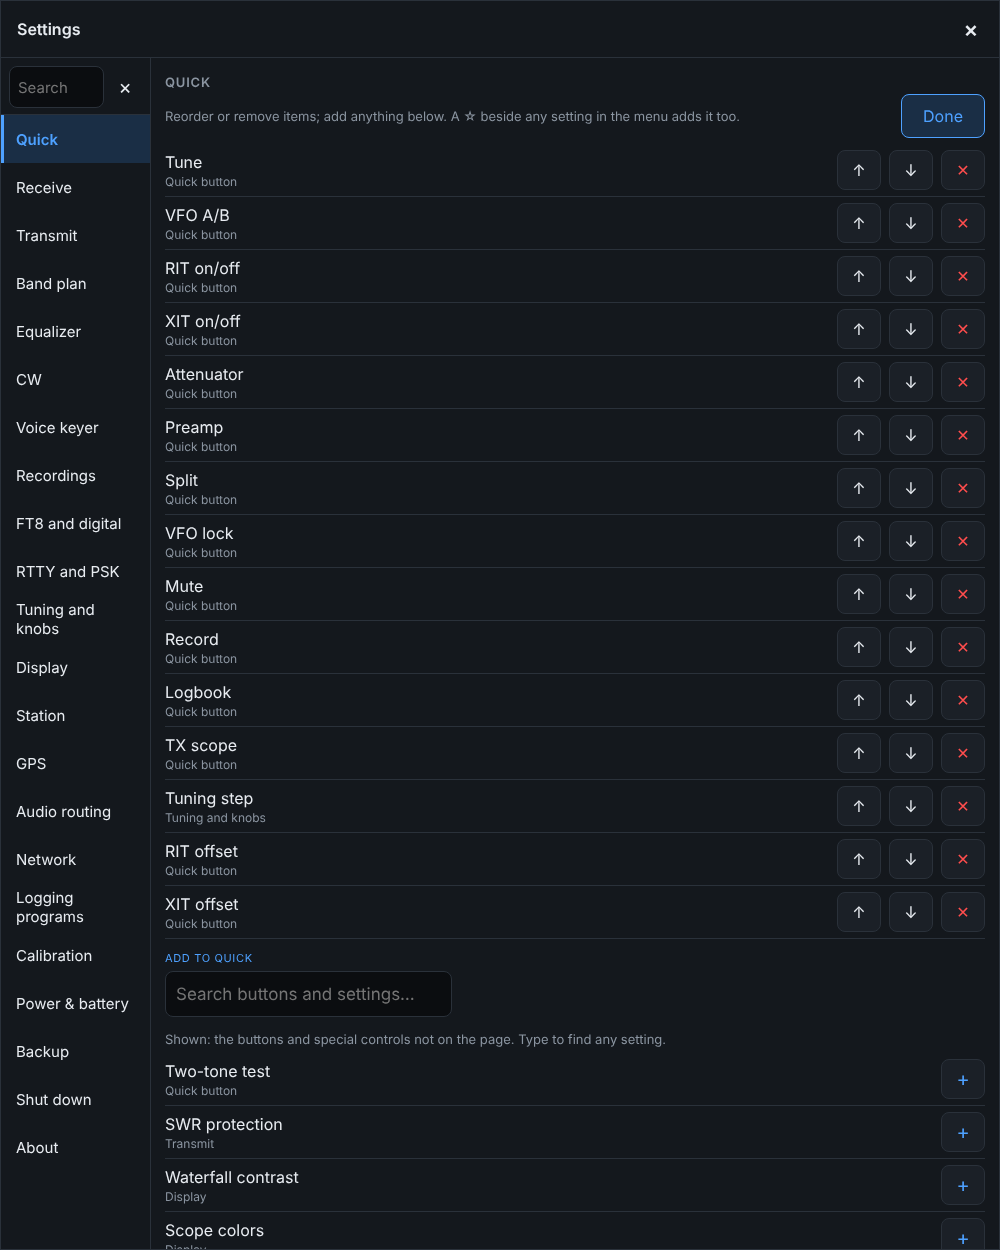 Settings
×
Search
×
Quick
Receive
Transmit
Band plan
Equalizer
CW
Voice keyer
Recordings
FT8 and digital
RTTY and PSK
Tuning and
knobs
Display
Station
GPS
Audio routing
Network
Logging
programs
Calibration
Power & battery
Backup
Shut down
About
QUICK
Reorder or remove items; add anything below. A ☆ beside any setting in the menu adds it too.
Done
Tune
Quick button
VFO A/B
Quick button
RIT on/off
Quick button
XIT on/off
Quick button
Attenuator
Quick button
Preamp
Quick button
Split
Quick button
VFO lock
Quick button
Mute
Quick button
Record
Quick button
Logbook
Quick button
TX scope
Quick button
Tuning step
Tuning and knobs
RIT offset
Quick button
XIT offset
Quick button
ADD TO QUICK
Search buttons and settings...
Shown: the buttons and special controls not on the page. Type to find any setting.
Two-tone test
Quick button
SWR protection
Transmit
Waterfall contrast
Display
Scope colors
Display